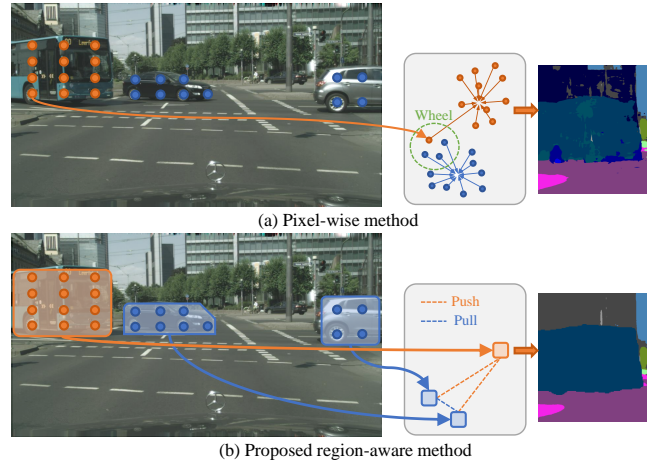 Wheel
(a) Pixel-wise method
Push
Pull
(b) Proposed region-aware method